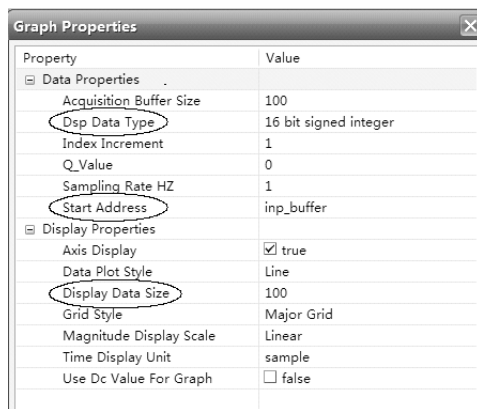 Graph Properties
Property Value
Data Properties
Acquisition Buffer Size 100
Dsp Data Type 16 bit signed integer
Index Increment 1
Q_Value 0
Sampling Rate HZ 1
Start Address inp_buffer
Display Properties
Axis Display true
Data Plot Style Line
Display Data Size 100
Grid Style Major Grid
Magnitude Display Scale Linear
Time Display Unit sample
Use Dc Value For Graph false